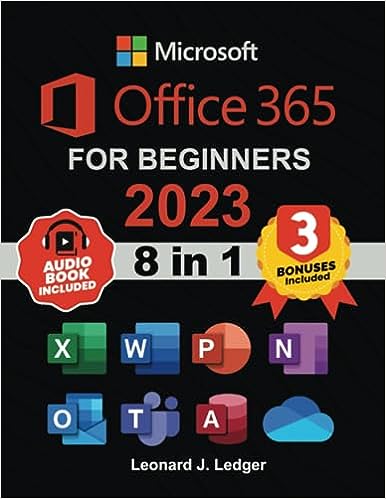 Microsoft
Office 365
FOR BEGINNERS
2023
AUDIO
BOOK
INCLUDED
8 in 1
3
BONUSES
Included
X W P N
O T A
Leonard J. Ledger